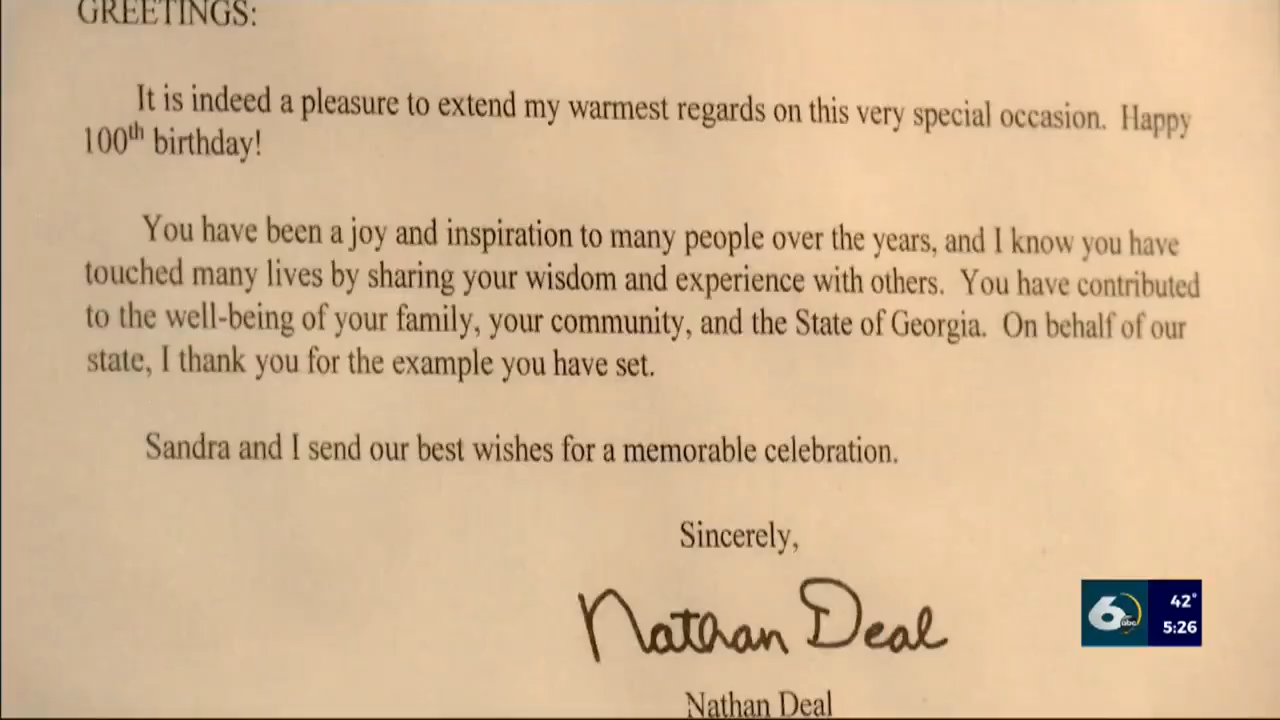 GREETINGS:
It is indeed a pleasure to extend my warmest regards on this very special occasion. Happy
100th birthday!
You have been a joy and inspiration to many people over the years, and I know you have
touched many lives by sharing your wisdom and experience with others. You have contributed
to the well-being of your family, your community, and the State of Georgia. On behalf of our
state, I thank you for the example you have set.
Sandra and I send our best wishes for a memorable celebration.
Sincerely,
Nathan Deal
Nathan Deal
6 abc
42°
5:26